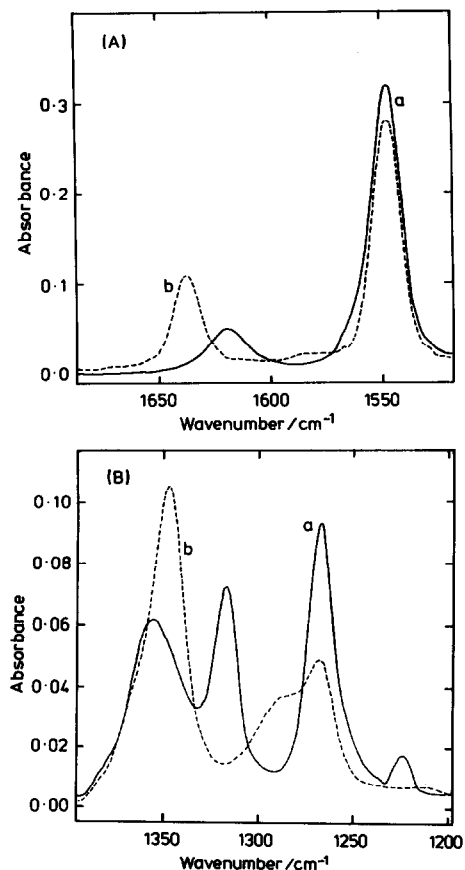 (A)
a
b
0·3
0·2
0·1
0·0
Absorbance
1650
1600
1550
Wavenumber/cm⁻¹
(B)
b
a
0·10
0·08
0·06
0·04
0·02
0·00
Absorbance
1350
1300
1250
1200
Wavenumber/cm⁻¹